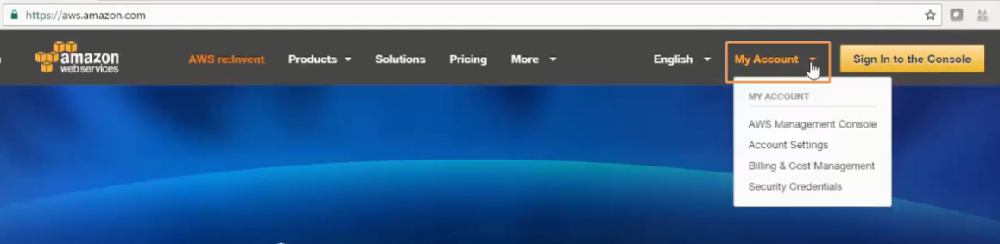 https://aws.amazon.com
amazon
web services
AWS re:Invent Products Solutions Pricing More English My Account Sign In to the Console
MY ACCOUNT
AWS Management Console
Account Settings
Billing & Cost Management
Security Credentials